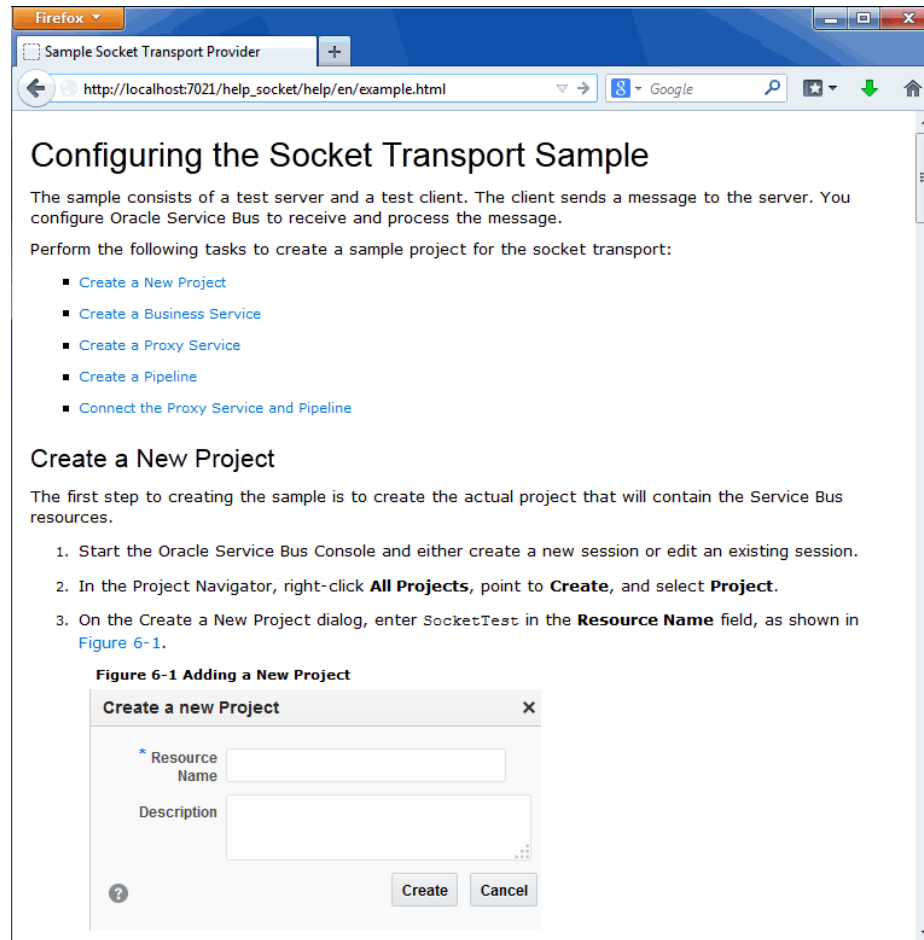 Firefox
Sample Socket Transport Provider
http://localhost:7021/help_socket/help/en/example.html
8 Google
Configuring the Socket Transport Sample
The sample consists of a test server and a test client. The client sends a message to the server. You
configure Oracle Service Bus to receive and process the message.
Perform the following tasks to create a sample project for the socket transport:
Create a New Project
Create a Business Service
Create a Proxy Service
Create a Pipeline
Connect the Proxy Service and Pipeline
Create a New Project
The first step to creating the sample is to create the actual project that will contain the Service Bus
resources.
1. Start the Oracle Service Bus Console and either create a new session or edit an existing session.
2. In the Project Navigator, right-click All Projects, point to Create, and select Project.
3. On the Create a New Project dialog, enter SocketTest in the Resource Name field, as shown in
Figure 6-1.
Figure 6-1 Adding a New Project
Create a new Project
* Resource
Name
Description
Create Cancel